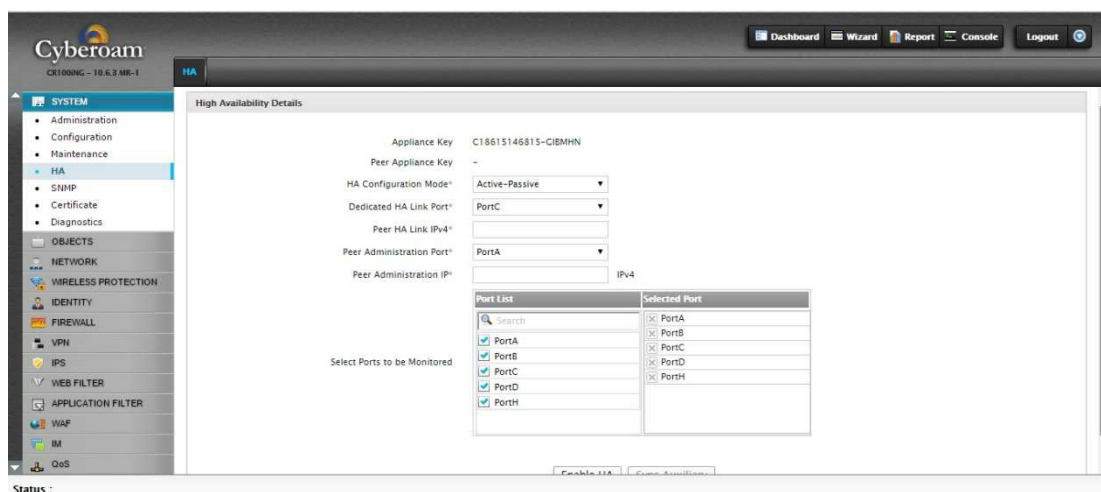 Cyberoam
CR100iNG - 10.6.3 MR-1
Dashboard Wizard Report Console Logout
HA
SYSTEM
Administration
Configuration
Maintenance
HA
SNMP
Certificate
Diagnostics
OBJECTS
NETWORK
WIRELESS PROTECTION
IDENTITY
FIREWALL
VPN
IPS
WEB FILTER
APPLICATION FILTER
WAF
IM
QoS
High Availability Details
Appliance Key C18615146815-GIBMHN
Peer Appliance Key -
HA Configuration Mode* Active-Passive
Dedicated HA Link Port* PortC
Peer HA Link IPv4*
Peer Administration Port* PortA
Peer Administration IP* IPv4
Select Ports to be Monitored
Port List
Search
PortA
PortB
PortC
PortD
PortH
Selected Port
PortA
PortB
PortC
PortD
PortH
Enable HA Sync Auxiliary
Status :